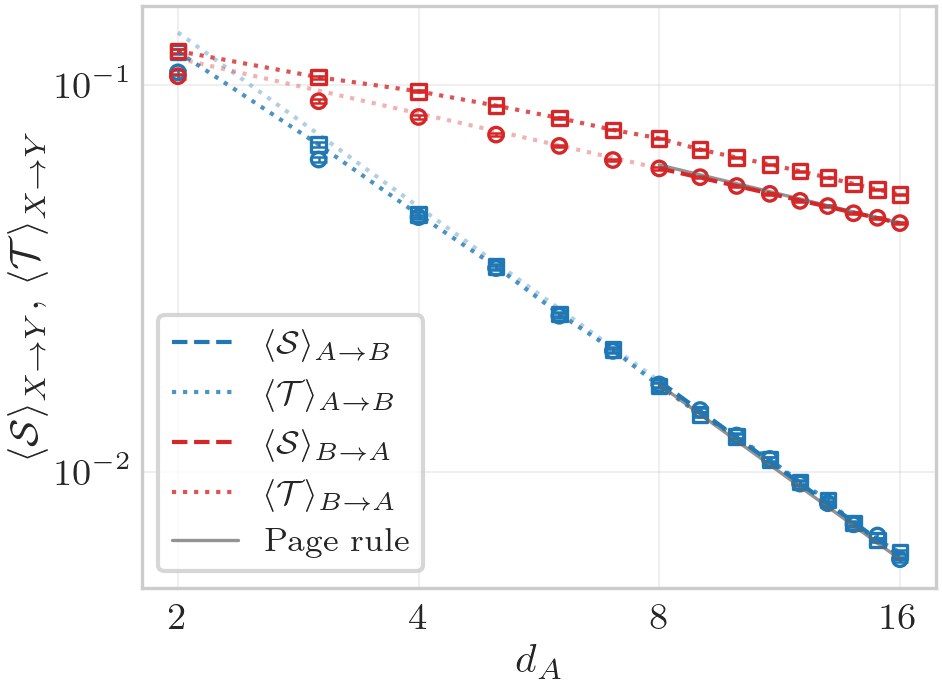 ⟨𝒮⟩_{X→Y}, ⟨𝒯⟩_{X→Y}
10^{-1}
10^{-2}
⟨𝒮⟩_{A→B}
⟨𝒯⟩_{A→B}
⟨𝒮⟩_{B→A}
⟨𝒯⟩_{B→A}
Page rule
2 4 8 16
d_A